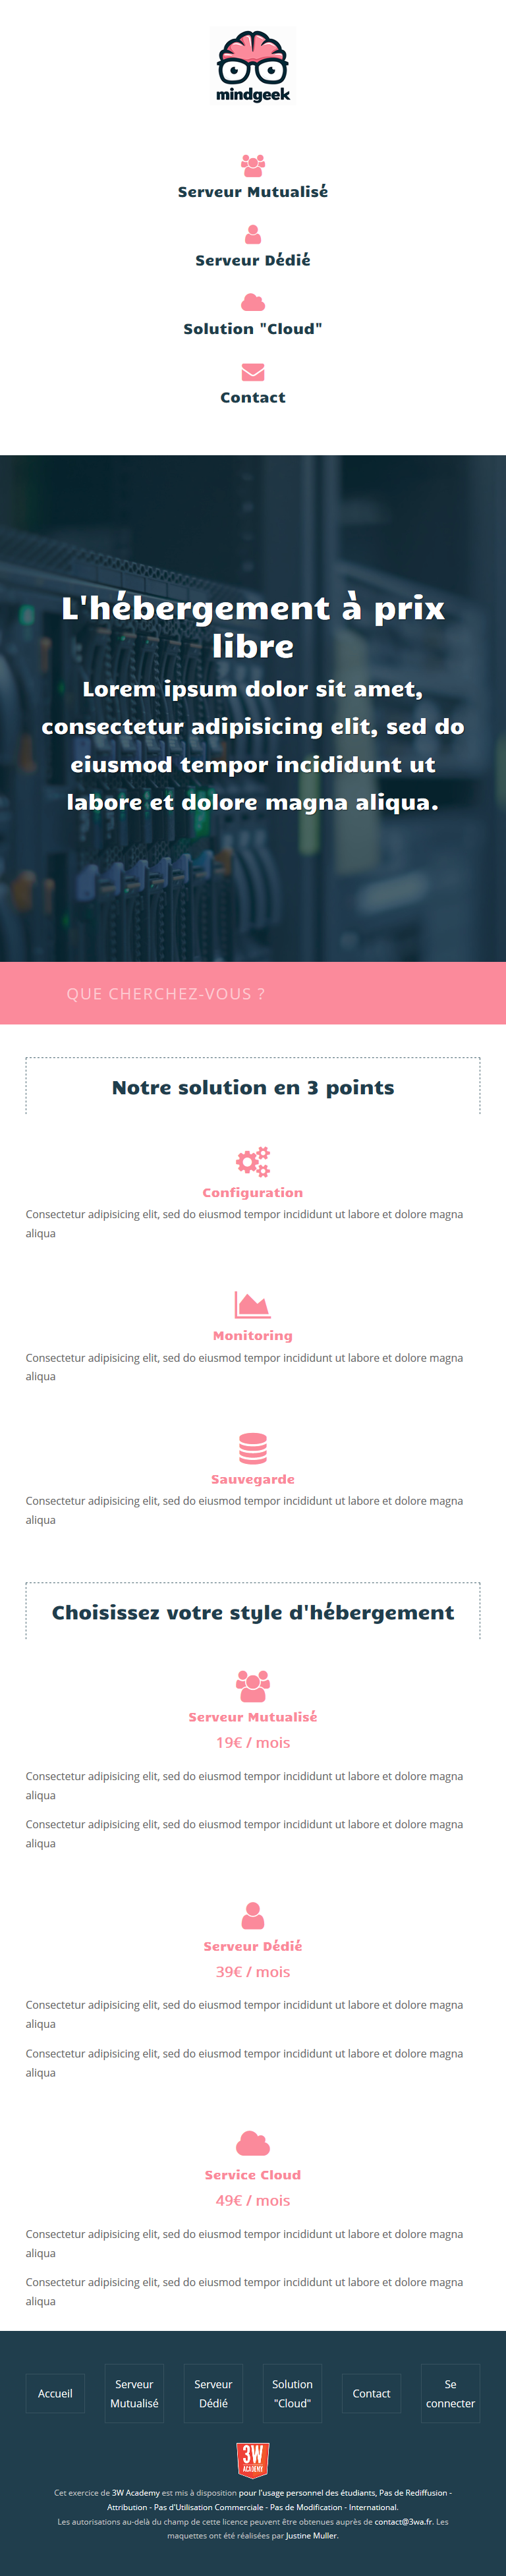 mindgeek
Serveur Mutualisé
Serveur Dédié
Solution "Cloud"
Contact
L'hébergement à prix
libre
Lorem ipsum dolor sit amet,
consectetur adipisicing elit, sed do
eiusmod tempor incididunt ut
labore et dolore magna aliqua.
QUE CHERCHEZ-VOUS ?
Notre solution en 3 points
Configuration
Consectetur adipisicing elit, sed do eiusmod tempor incididunt ut labore et dolore magna
aliqua
Monitoring
Consectetur adipisicing elit, sed do eiusmod tempor incididunt ut labore et dolore magna
aliqua
Sauvegarde
Consectetur adipisicing elit, sed do eiusmod tempor incididunt ut labore et dolore magna
aliqua
Choisissez votre style d'hébergement
Serveur Mutualisé
19€ / mois
Consectetur adipisicing elit, sed do eiusmod tempor incididunt ut labore et dolore magna
aliqua
Consectetur adipisicing elit, sed do eiusmod tempor incididunt ut labore et dolore magna
aliqua
Serveur Dédié
39€ / mois
Consectetur adipisicing elit, sed do eiusmod tempor incididunt ut labore et dolore magna
aliqua
Consectetur adipisicing elit, sed do eiusmod tempor incididunt ut labore et dolore magna
aliqua
Service Cloud
49€ / mois
Consectetur adipisicing elit, sed do eiusmod tempor incididunt ut labore et dolore magna
aliqua
Consectetur adipisicing elit, sed do eiusmod tempor incididunt ut labore et dolore magna
aliqua
Accueil
Serveur
Mutualisé
Serveur
Dédié
Solution
"Cloud"
Contact
Se
connecter
3W
ACADEMY
Cet exercice de 3W Academy est mis à disposition pour l'usage personnel des étudiants, Pas de Rediffusion -
Attribution - Pas d'Utilisation Commerciale - Pas de Modification - International.
Les autorisations au-delà du champ de cette licence peuvent être obtenues auprès de contact@3wa.fr. Les
maquettes ont été réalisées par Justine Muller.